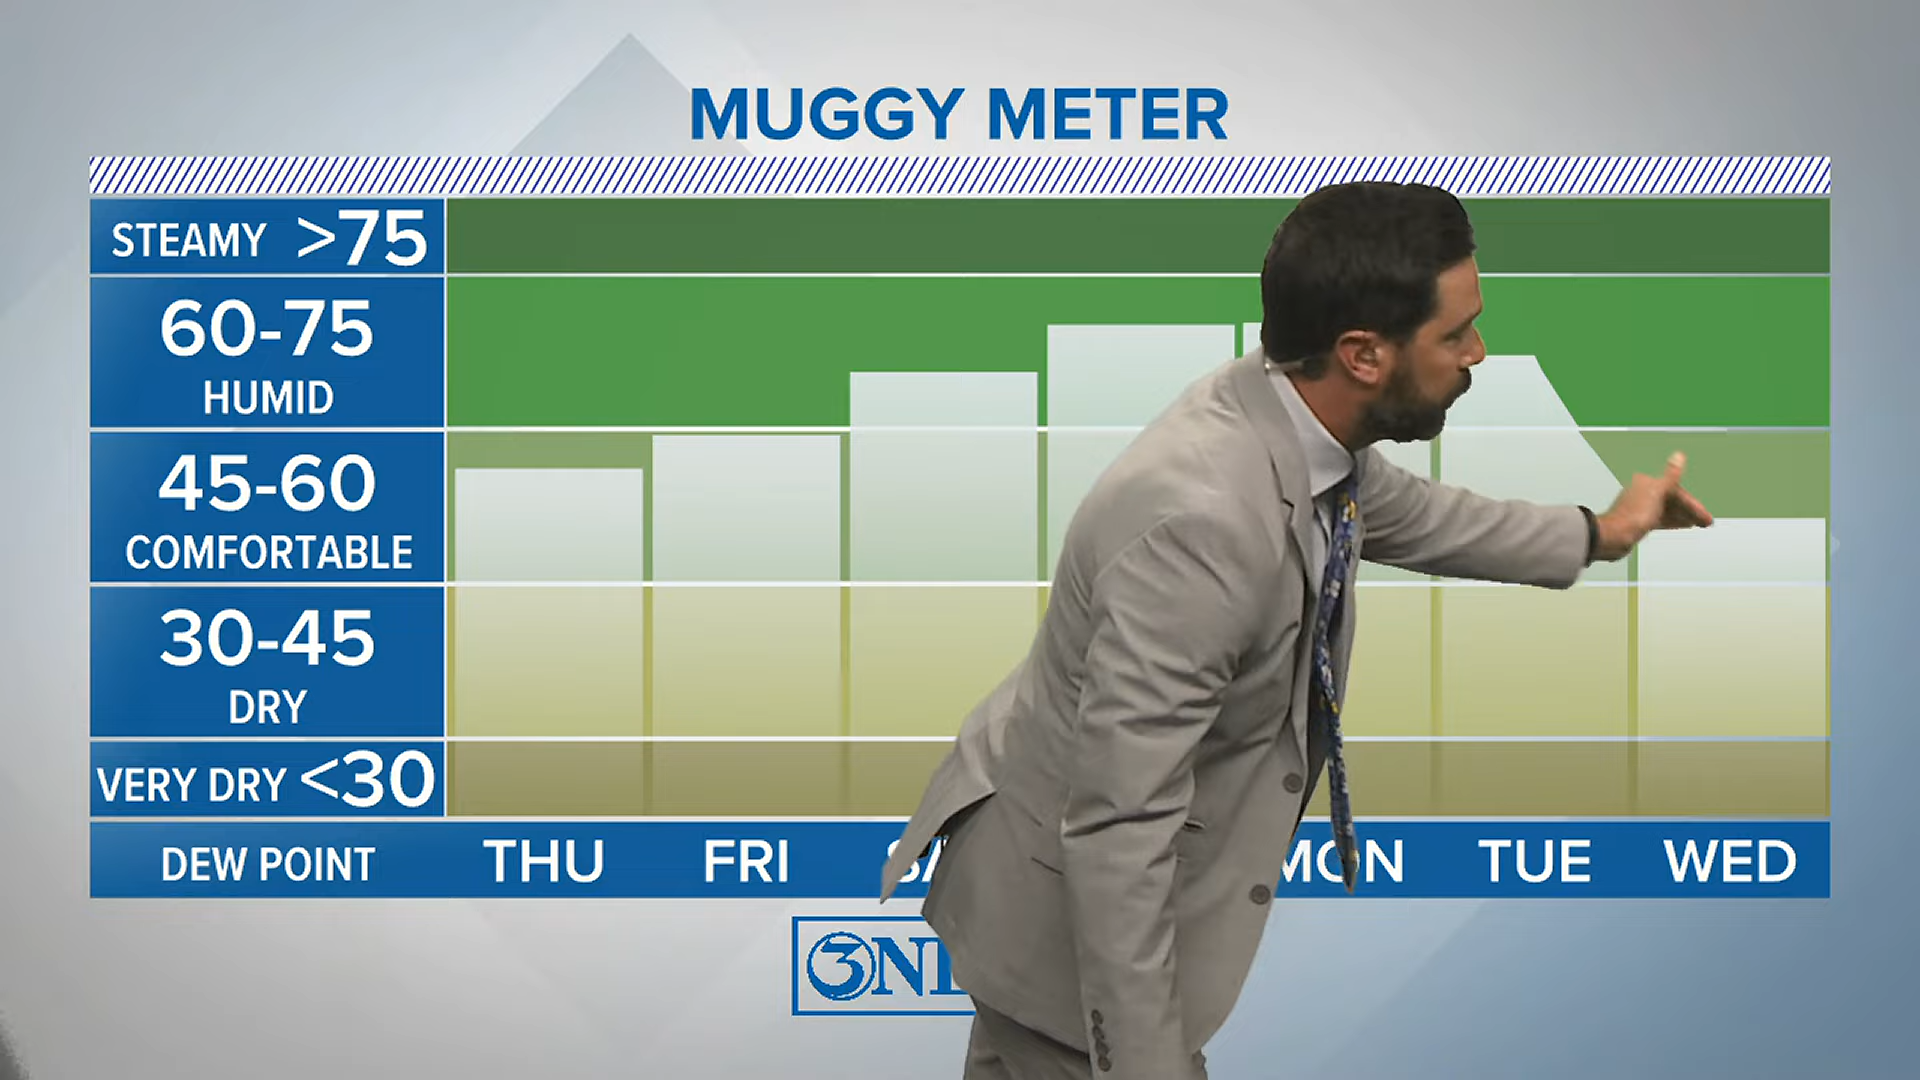 MUGGY METER
STEAMY >75
60-75
HUMID
45-60
COMFORTABLE
30-45
DRY
VERY DRY <30
DEW POINT THU FRI MON TUE WED